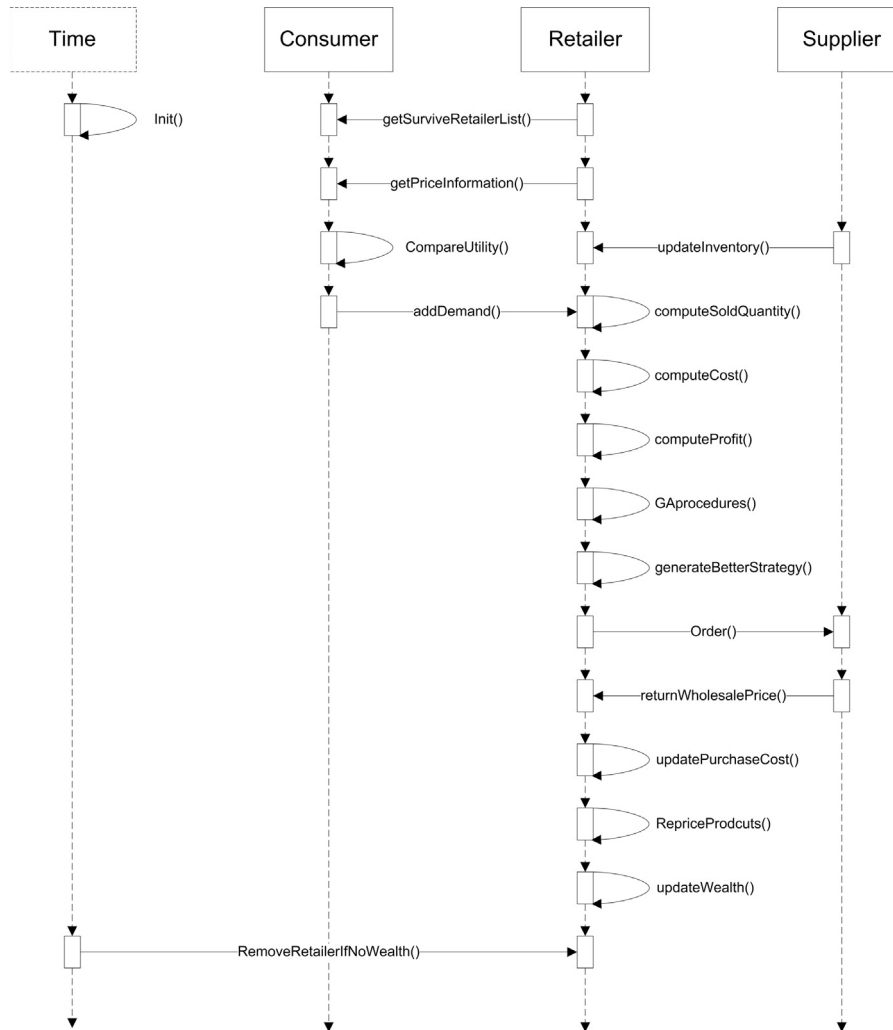 Time
Consumer
Retailer
Supplier
Init()
getSurviveRetailerList()
getPriceInformation()
CompareUtility()
updateInventory()
addDemand()
computeSoldQuantity()
computeCost()
computeProfit()
GAprocedures()
generateBetterStrategy()
Order()
returnWholesalePrice()
updatePurchaseCost()
RepriceProdcuts()
updateWealth()
RemoveRetailerIfNoWealth()